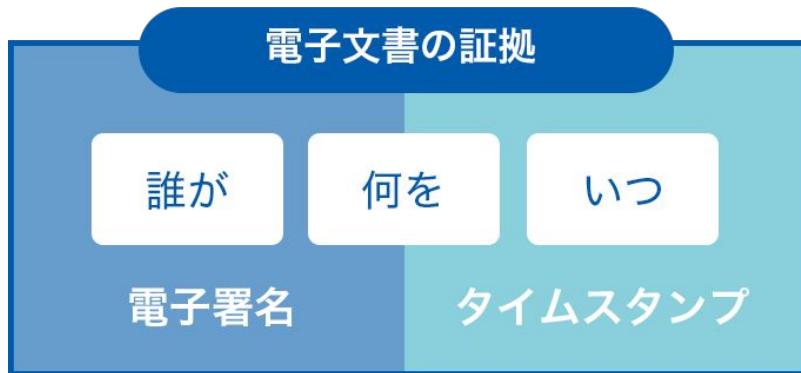 電子文書の証拠
誰が 何を いつ
電子署名 タイムスタンプ